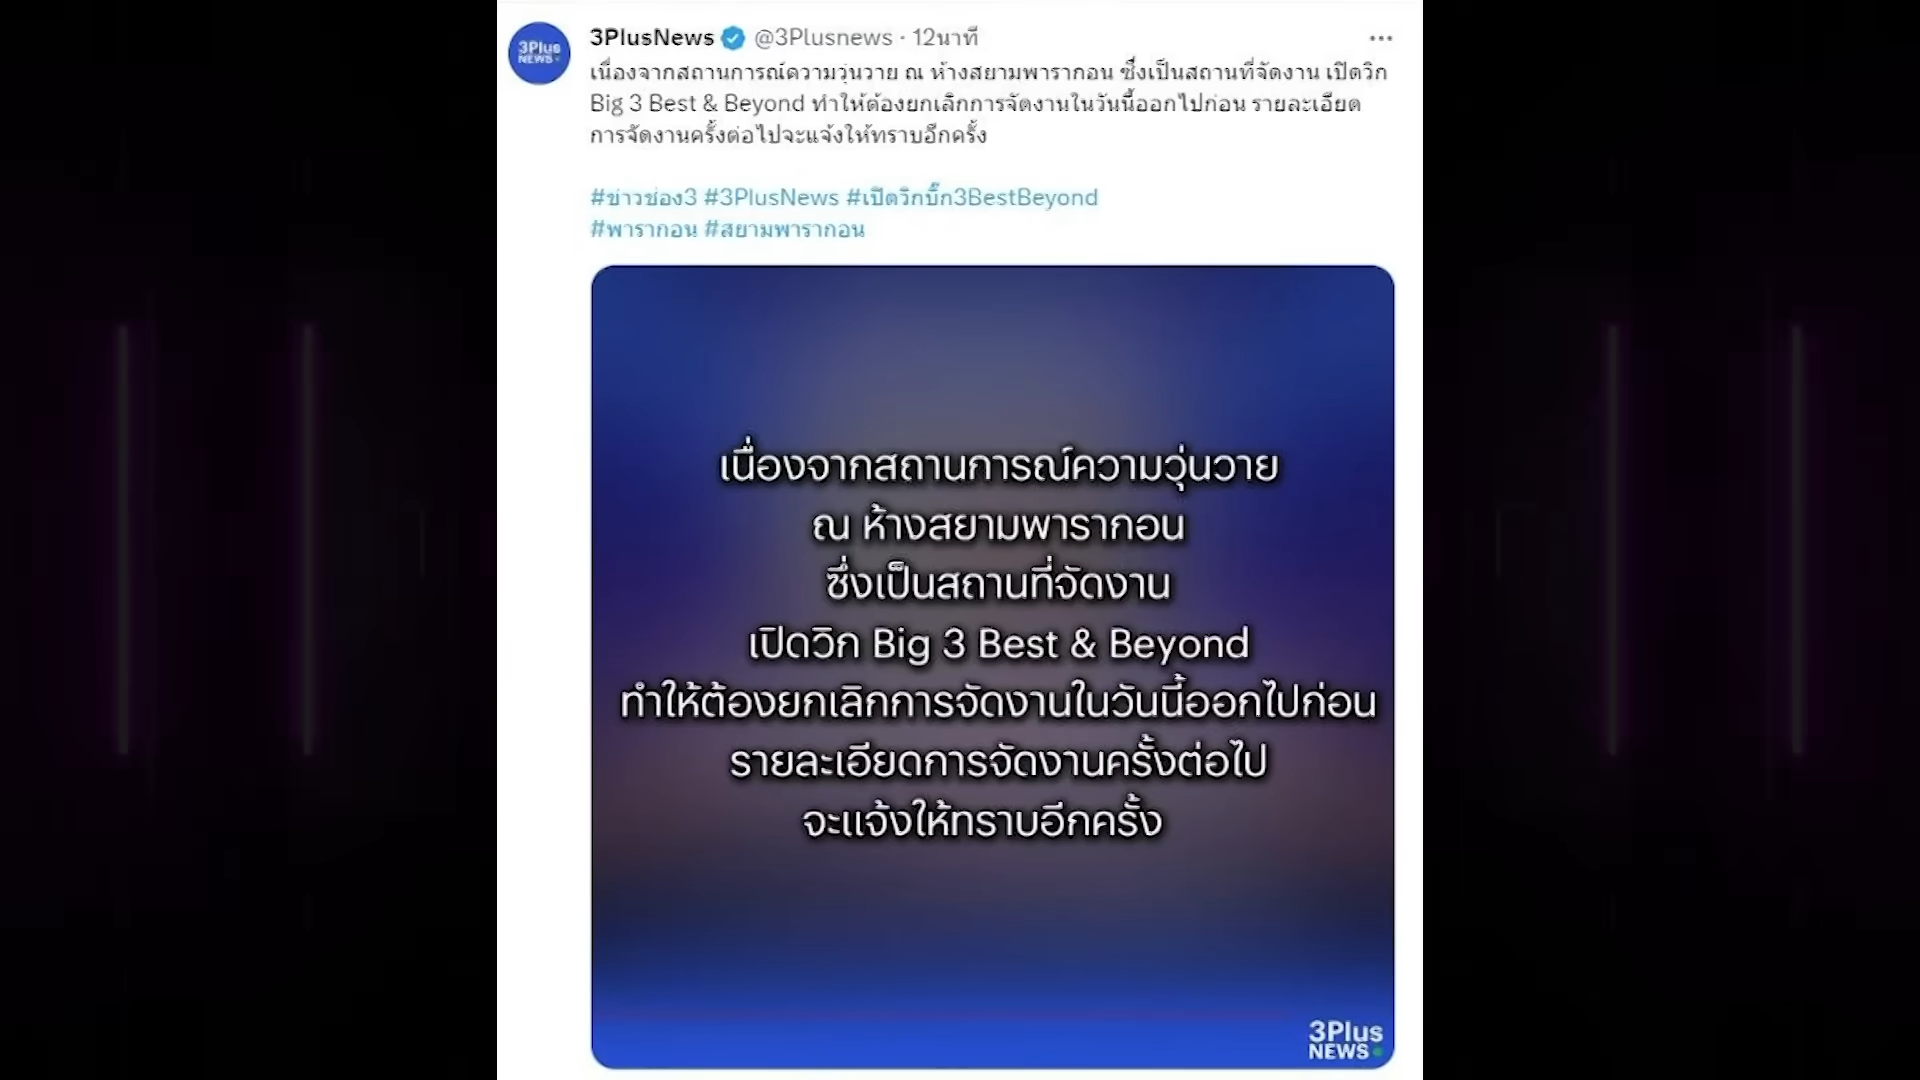 3Plus
NEWS
3PlusNews @3Plusnews · 12นาที
เนื่องจากสถานการณ์ความวุ่นวาย ณ ห้างสยามพารากอน ซึ่งเป็นสถานที่จัดงาน เปิดวิก
Big 3 Best & Beyond ทำให้ต้องยกเลิกการจัดงานในวันนี้ออกไปก่อน รายละเอียด
การจัดงานครั้งต่อไปจะแจ้งให้ทราบอีกครั้ง
#ข่าวช่อง3 #3PlusNews #เปิดวิกบิ๊ก3BestBeyond
#พารากอน #สยามพารากอน
เนื่องจากสถานการณ์ความวุ่นวาย
ณ ห้างสยามพารากอน
ซึ่งเป็นสถานที่จัดงาน
เปิดวิก Big 3 Best & Beyond
ทำให้ต้องยกเลิกการจัดงานในวันนี้ออกไปก่อน
รายละเอียดการจัดงานครั้งต่อไป
จะแจ้งให้ทราบอีกครั้ง
3Plus
NEWS